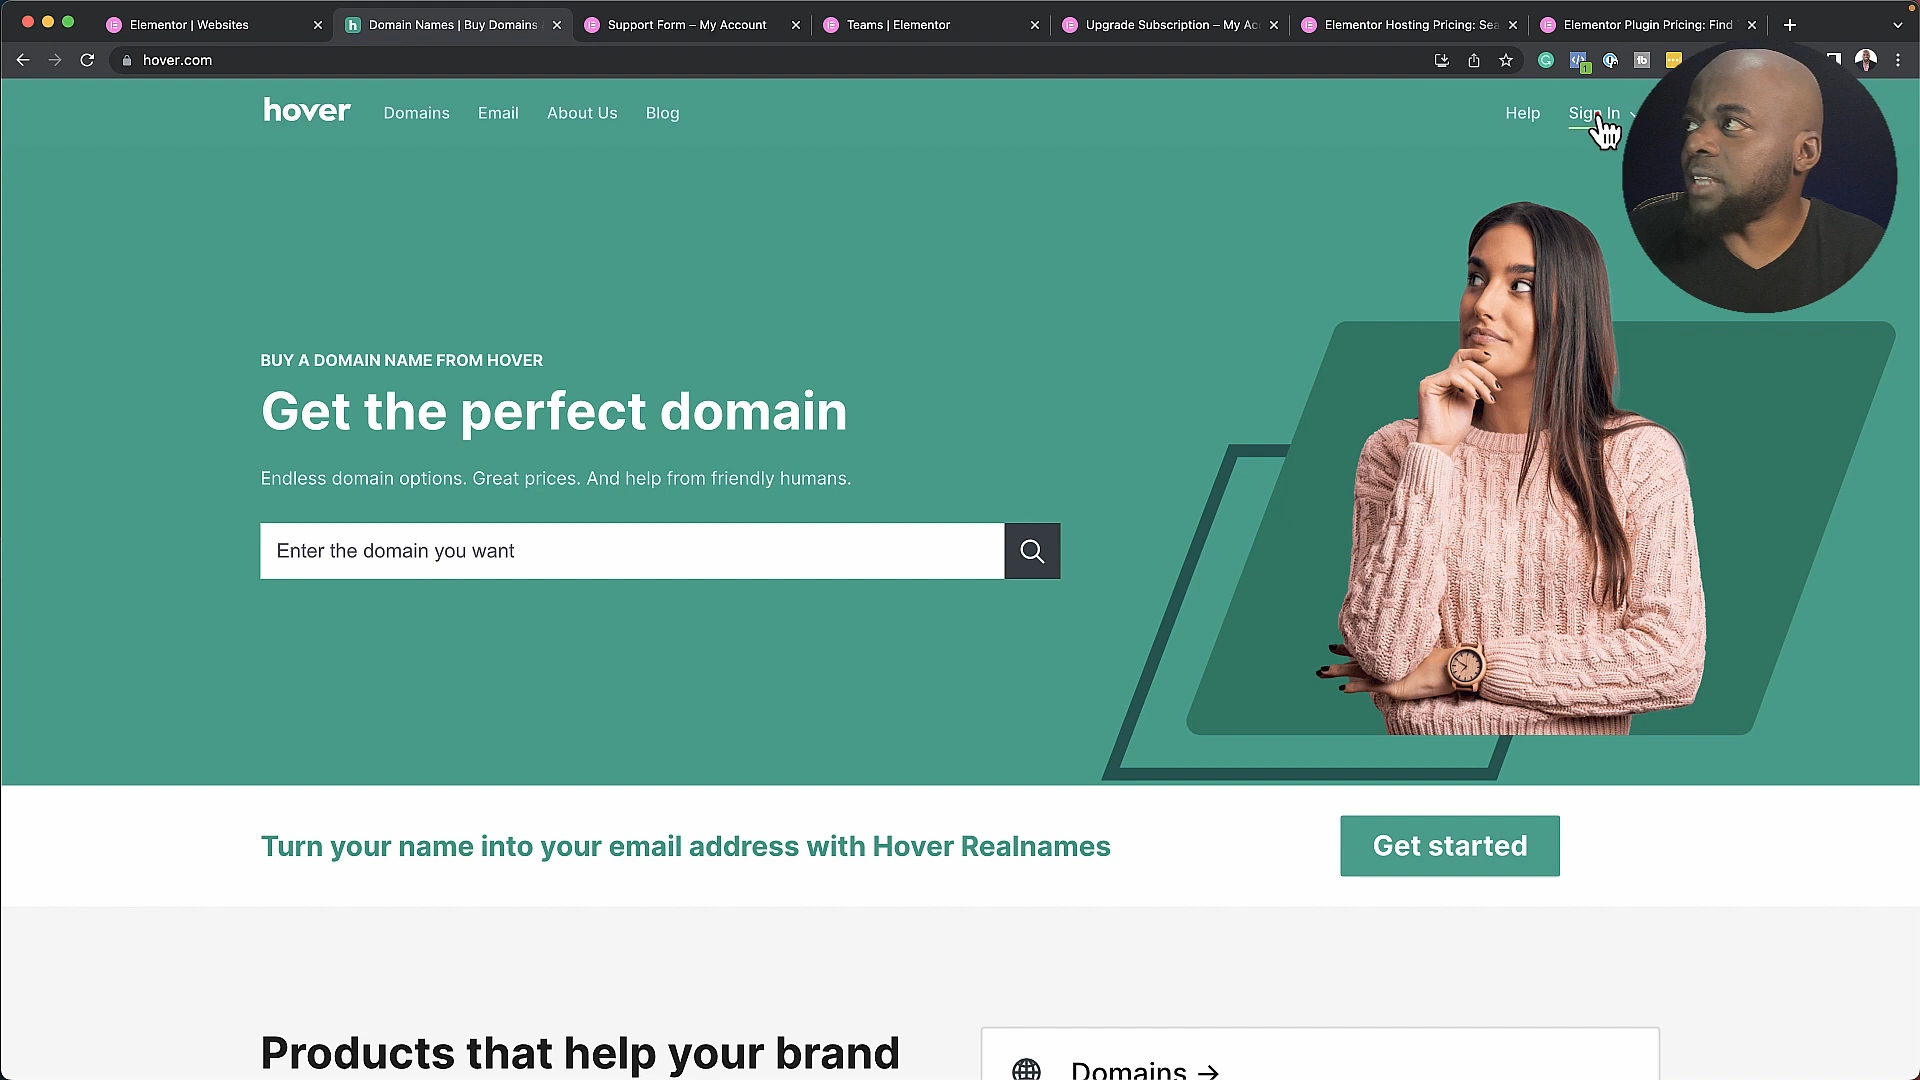 Elementor | Websites
Domain Names | Buy Domains
Support Form – My Account
Teams | Elementor
Upgrade Subscription – My Ac
Elementor Hosting Pricing: Sea
Elementor Plugin Pricing: Find
hover.com
hover
Domains
Email
About Us
Blog
Help
Sign In
BUY A DOMAIN NAME FROM HOVER
Get the perfect domain
Endless domain options. Great prices. And help from friendly humans.
Enter the domain you want
Turn your name into your email address with Hover Realnames
Get started
Products that help your brand
Domains →